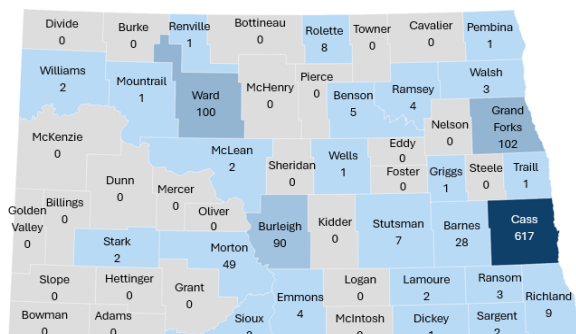 Divide
0
Burke
0
Renville
1
Bottineau
0
Rolette
8
Towner
0
Cavalier
0
Pembina
1
Williams
2
Mountrail
1
Ward
100
McHenry
0
Pierce
0
Benson
5
Ramsey
4
Walsh
3
McKenzie
0
McLean
2
Sheridan
0
Wells
1
Eddy
0
Foster
0
Nelson
0
Grand
Forks
102
Griggs
1
Steele
0
Traill
1
Dunn
0
Mercer
0
Oliver
0
Golden
Valley
0
Billings
0
Stark
2
Morton
49
Burleigh
90
Kidder
0
Stutsman
7
Barnes
28
Cass
617
Slope
0
Hettinger
0
Grant
0
Emmons
4
Logan
0
Lamoure
2
Ransom
3
Richland
9
Bowman
0
Adams
0
Sioux
McIntosh
Dickey
Sargent